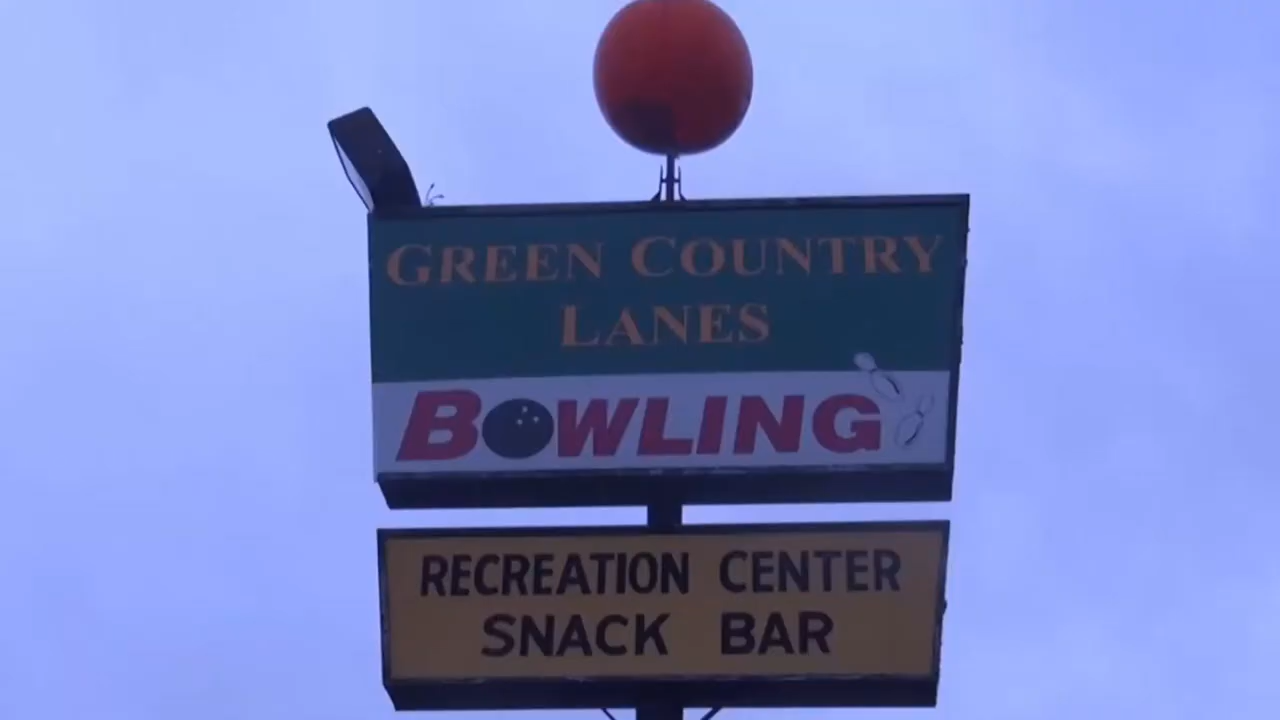 GREEN COUNTRY
LANES
BOWLING
RECREATION CENTER
SNACK BAR